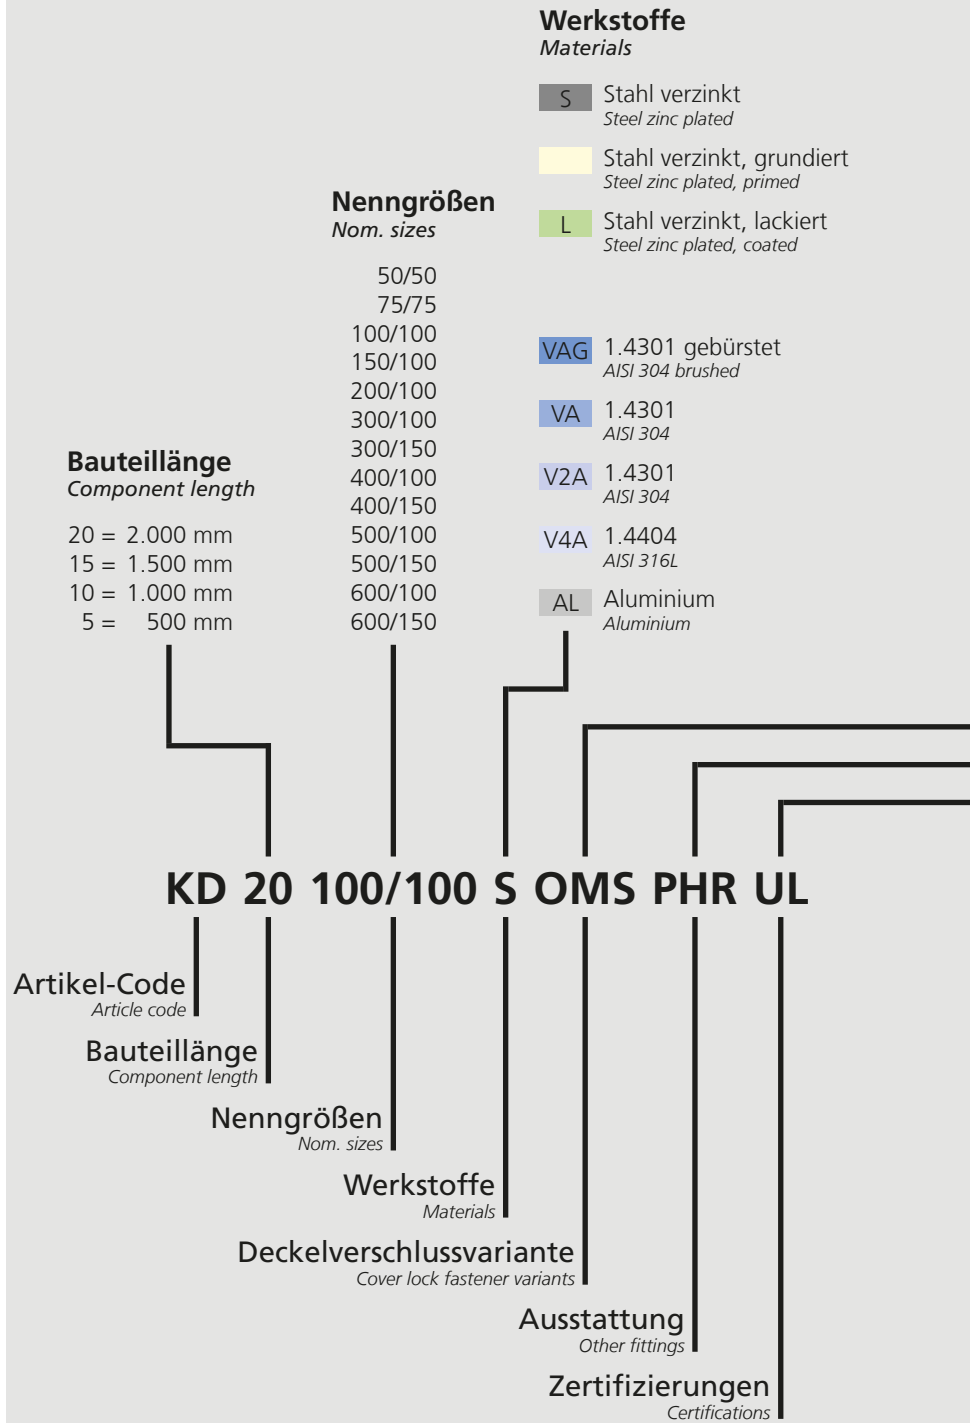 Werkstoffe
Materials
S Stahl verzinkt
Steel zinc plated
Stahl verzinkt, grundiert
Steel zinc plated, primed
L Stahl verzinkt, lackiert
Steel zinc plated, coated
VAG 1.4301 gebürstet
AISI 304 brushed
VA 1.4301
AISI 304
V2A 1.4301
AISI 304
V4A 1.4404
AISI 316L
AL Aluminium
Aluminium
Nenngrößen
Nom. sizes
50/50
75/75
100/100
150/100
200/100
300/100
300/150
400/100
400/150
500/100
500/150
600/100
600/150
Bauteillänge
Component length
20 = 2.000 mm
15 = 1.500 mm
10 = 1.000 mm
5 = 500 mm
KD 20 100/100 S OMS PHR UL
Artikel-Code
Article code
Bauteillänge
Component length
Nenngrößen
Nom. sizes
Werkstoffe
Materials
Deckelverschlussvariante
Cover lock fastener variants
Ausstattung
Other fittings
Zertifizierungen
Certifications